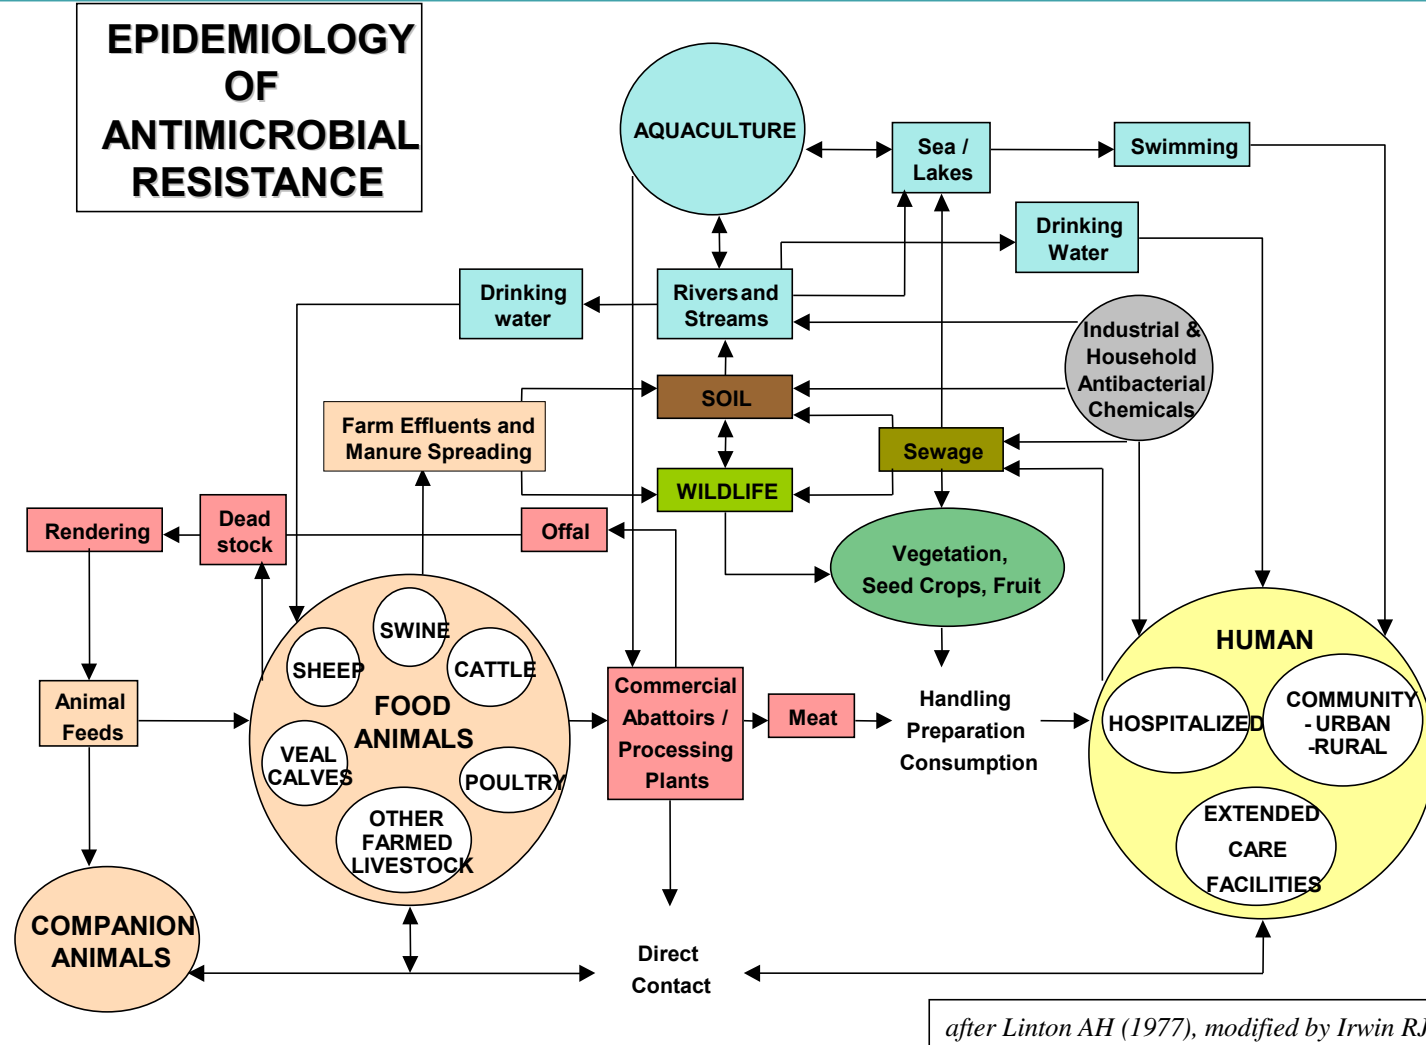 EPIDEMIOLOGY
OF
ANTIMICROBIAL
RESISTANCE
AQUACULTURE
Sea /
Lakes
Swimming
Drinking
Water
Drinking
water
Rivers and
Streams
Industrial &
Household
Antibacterial
Chemicals
SOIL
Farm Effluents and
Manure Spreading
Sewage
WILDLIFE
Rendering
Dead
stock
Offal
Vegetation,
Seed Crops, Fruit
Animal
Feeds
FOOD
ANIMALS
SWINE
SHEEP
CATTLE
VEAL
CALVES
POULTRY
OTHER
FARMED
LIVESTOCK
Commercial
Abattoirs /
Processing
Plants
Meat
Handling
Preparation
Consumption
HUMAN
HOSPITALIZED
COMMUNITY
- URBAN
-RURAL
EXTENDED
CARE
FACILITIES
COMPANION
ANIMALS
Direct
Contact
after Linton AH (1977), modified by Irwin RJ